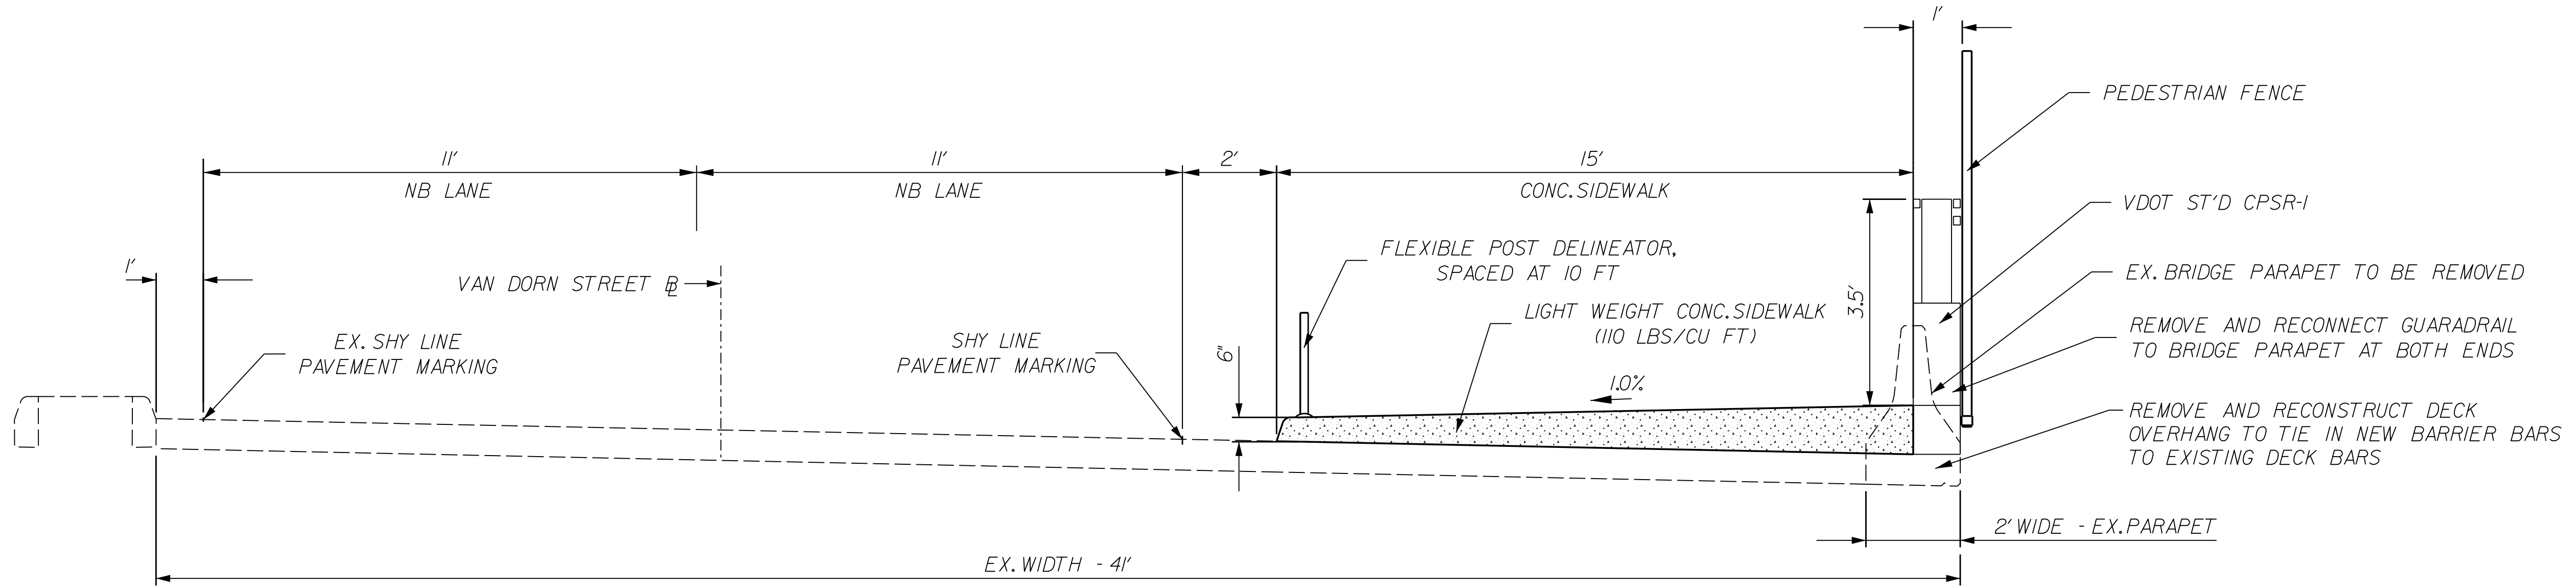 1'
PEDESTRIAN FENCE
11'
NB LANE
11'
NB LANE
2'
15'
CONC. SIDEWALK
VDOT ST'D CPSR-1
FLEXIBLE POST DELINEATOR,
SPACED AT 10 FT
1'
VAN DORN STREET BL
3.5'
EX. BRIDGE PARAPET TO BE REMOVED
LIGHT WEIGHT CONC. SIDEWALK
(110 LBS/CU FT)
EX. SHY LINE
PAVEMENT MARKING
SHY LINE
PAVEMENT MARKING
6"
REMOVE AND RECONNECT GUARADRAIL
TO BRIDGE PARAPET AT BOTH ENDS
1.0%
REMOVE AND RECONSTRUCT DECK
OVERHANG TO TIE IN NEW BARRIER BARS
TO EXISTING DECK BARS
2' WIDE - EX. PARAPET
EX. WIDTH - 41'